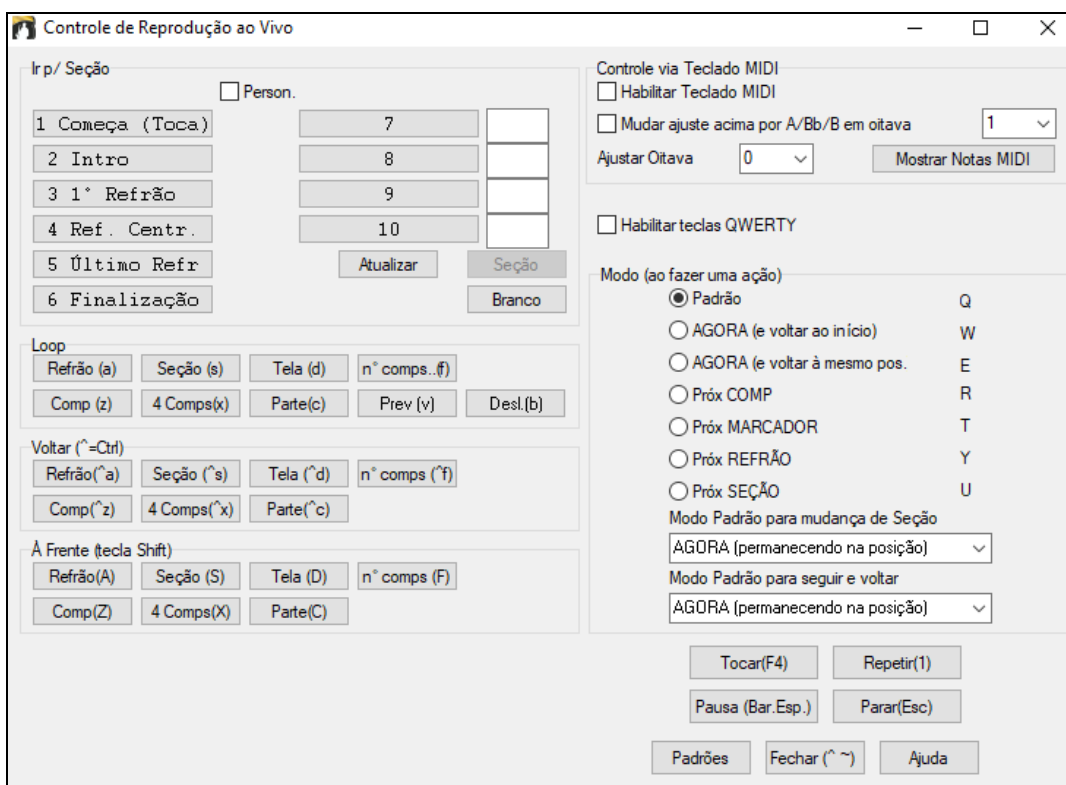 Controle de Reprodução ao Vivo
Ir p/ Seção
Person.
1 Começa (Toca) 7
2 Intro 8
3 1° Refrão 9
4 Ref. Centr. 10
5 Último Refr Atualizar Seção
6 Finalização Branco
Loop
Refrão (a) Seção (s) Tela (d) n° comps..(f)
Comp (z) 4 Comps(x) Parte(c) Prev (v) Desl.(b)
Voltar (^=Ctrl)
Refrão(^a) Seção (^s) Tela (^d) n° comps (^f)
Comp(^z) 4 Comps(^x) Parte(^c)
À Frente (tecla Shift)
Refrão(A) Seção (S) Tela (D) n° comps (F)
Comp(Z) 4 Comps(X) Parte(C)
Controle via Teclado MIDI
Habilitar Teclado MIDI
Mudar ajuste acima por A/Bb/B em oitava 1
Ajustar Oitava 0 Mostrar Notas MIDI
Habilitar teclas QWERTY
Modo (ao fazer uma ação)
Padrão Q
AGORA (e voltar ao início) W
AGORA (e voltar à mesmo pos. E
Próx COMP R
Próx MARCADOR T
Próx REFRÃO Y
Próx SEÇÃO U
Modo Padrão para mudança de Seção
AGORA (permanecendo na posição)
Modo Padrão para seguir e voltar
AGORA (permanecendo na posição)
Tocar(F4) Repetir(1)
Pausa (Bar.Esp.) Parar(Esc)
Padrões Fechar (^ ~) Ajuda